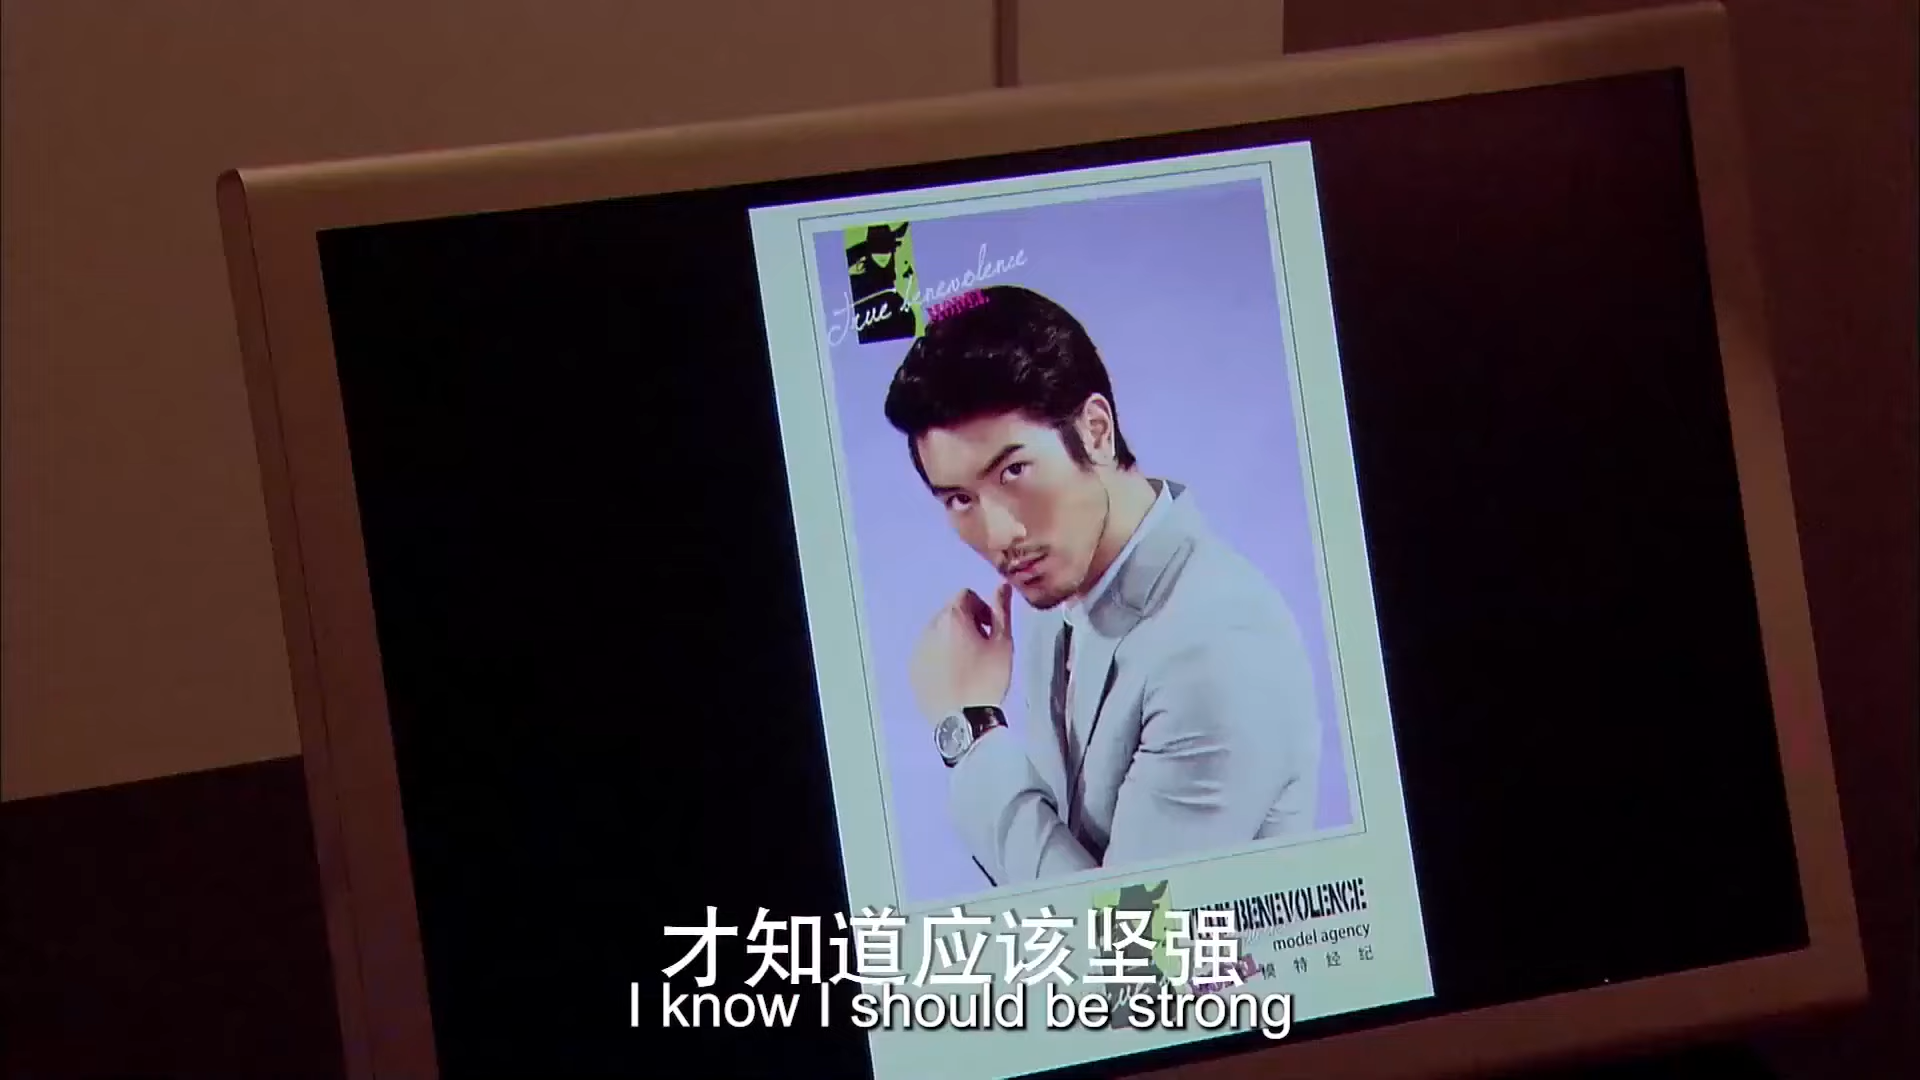 True benevolence
MODEL
TRUE BENEVOLENCE
model agency
模特经纪
才知道应该坚强
I know I should be strong